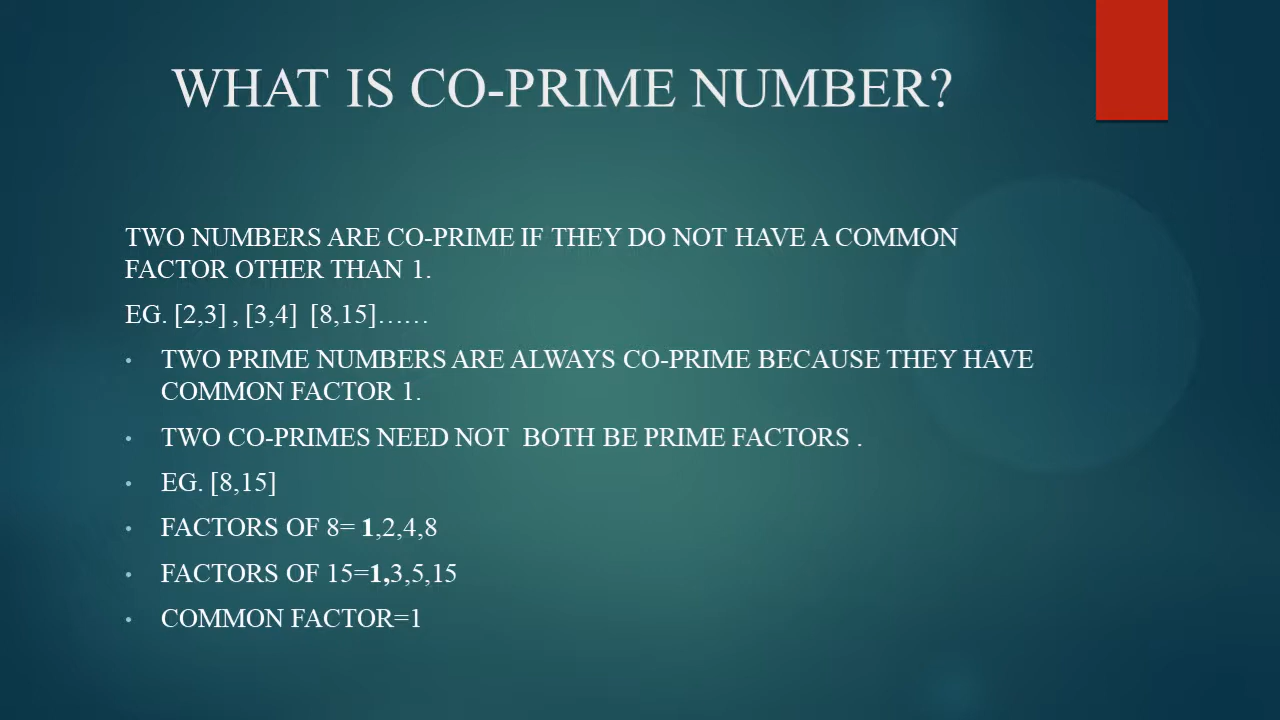 WHAT IS CO-PRIME NUMBER?
TWO NUMBERS ARE CO-PRIME IF THEY DO NOT HAVE A COMMON
FACTOR OTHER THAN 1.
EG. [2,3] , [3,4]  [8,15]……
• TWO PRIME NUMBERS ARE ALWAYS CO-PRIME BECAUSE THEY HAVE
COMMON FACTOR 1.
• TWO CO-PRIMES NEED NOT  BOTH BE PRIME FACTORS .
• EG. [8,15]
• FACTORS OF 8= 1,2,4,8
• FACTORS OF 15=1,3,5,15
• COMMON FACTOR=1